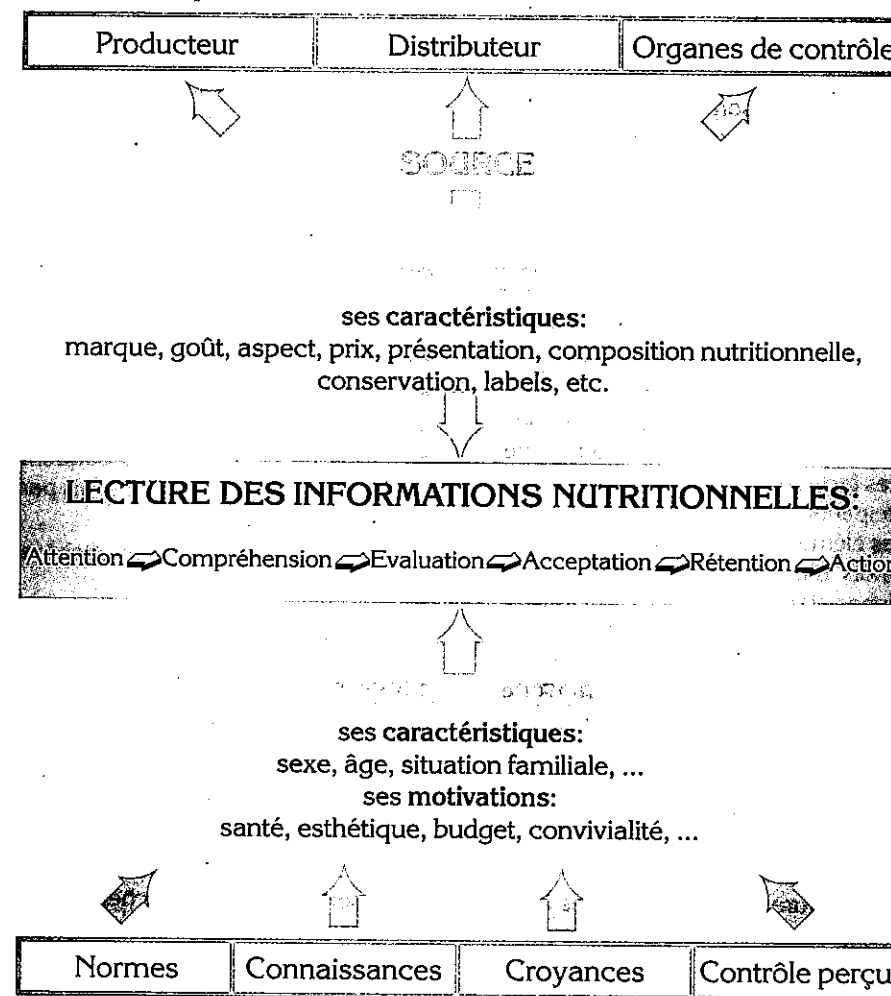 Producteur Distributeur Organes de contrôle
SOURCE
ses caractéristiques:
marque, goût, aspect, prix, présentation, composition nutritionnelle,
conservation, labels, etc.
LECTURE DES INFORMATIONS NUTRITIONNELLES:
Attention Compréhension Evaluation Acceptation Rétention Action
ses caractéristiques:
sexe, âge, situation familiale, ...
ses motivations:
santé, esthétique, budget, convivialité, ...
Normes Connaissances Croyances Contrôle perçu